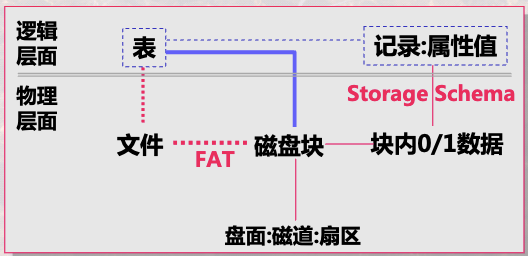 逻辑
层面
表
记录:属性值
物理
层面
Storage Schema
文件
FAT
磁盘块
块内0/1数据
盘面:磁道:扇区